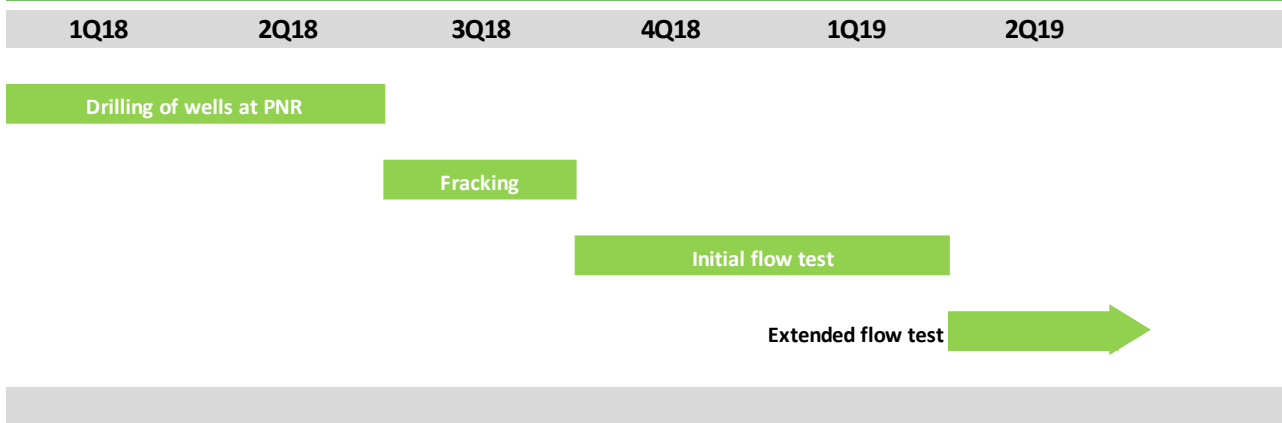 1Q18 2Q18 3Q18 4Q18 1Q19 2Q19
Drilling of wells at PNR
Fracking
Initial flow test
Extended flow test